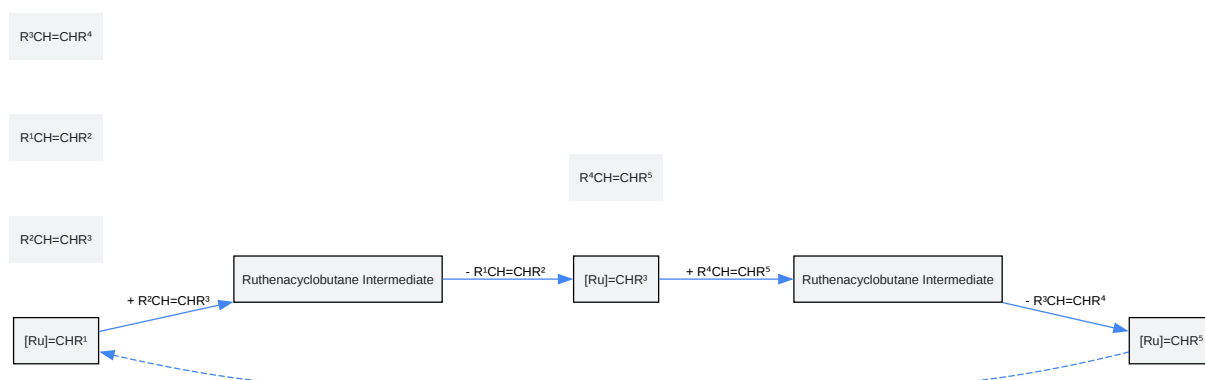 R³CH=CHR⁴
R¹CH=CHR²
R⁴CH=CHR⁵
R²CH=CHR³
Ruthenacyclobutane Intermediate
- R¹CH=CHR²
[Ru]=CHR³
+ R⁴CH=CHR⁵
Ruthenacyclobutane Intermediate
+ R²CH=CHR³
- R³CH=CHR⁴
[Ru]=CHR¹
[Ru]=CHR⁵